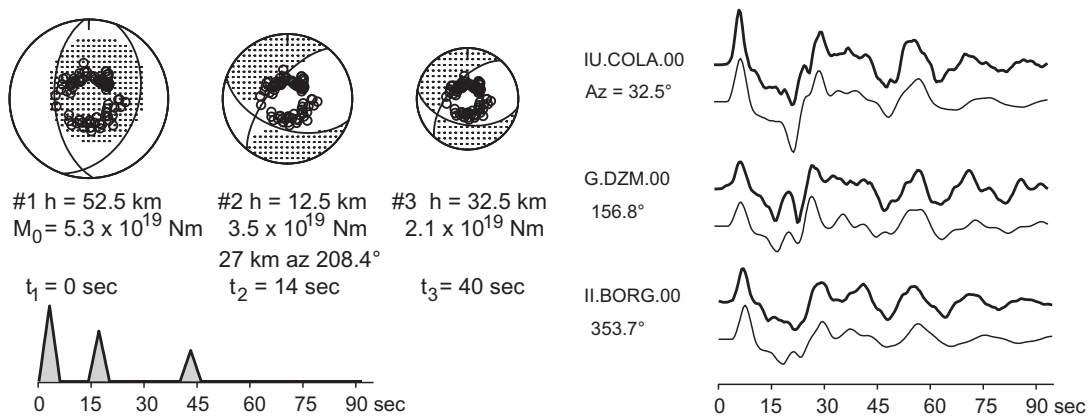 #1 h = 52.5 km
M0 = 5.3 x 10^19 Nm
t1 = 0 sec
#2 h = 12.5 km
3.5 x 10^19 Nm
27 km az 208.4°
t2 = 14 sec
#3 h = 32.5 km
2.1 x 10^19 Nm
t3= 40 sec
0 15 30 45 60 75 90 sec
IU.COLA.00
Az = 32.5°
G.DZM.00
156.8°
II.BORG.00
353.7°
0 15 30 45 60 75 90 sec